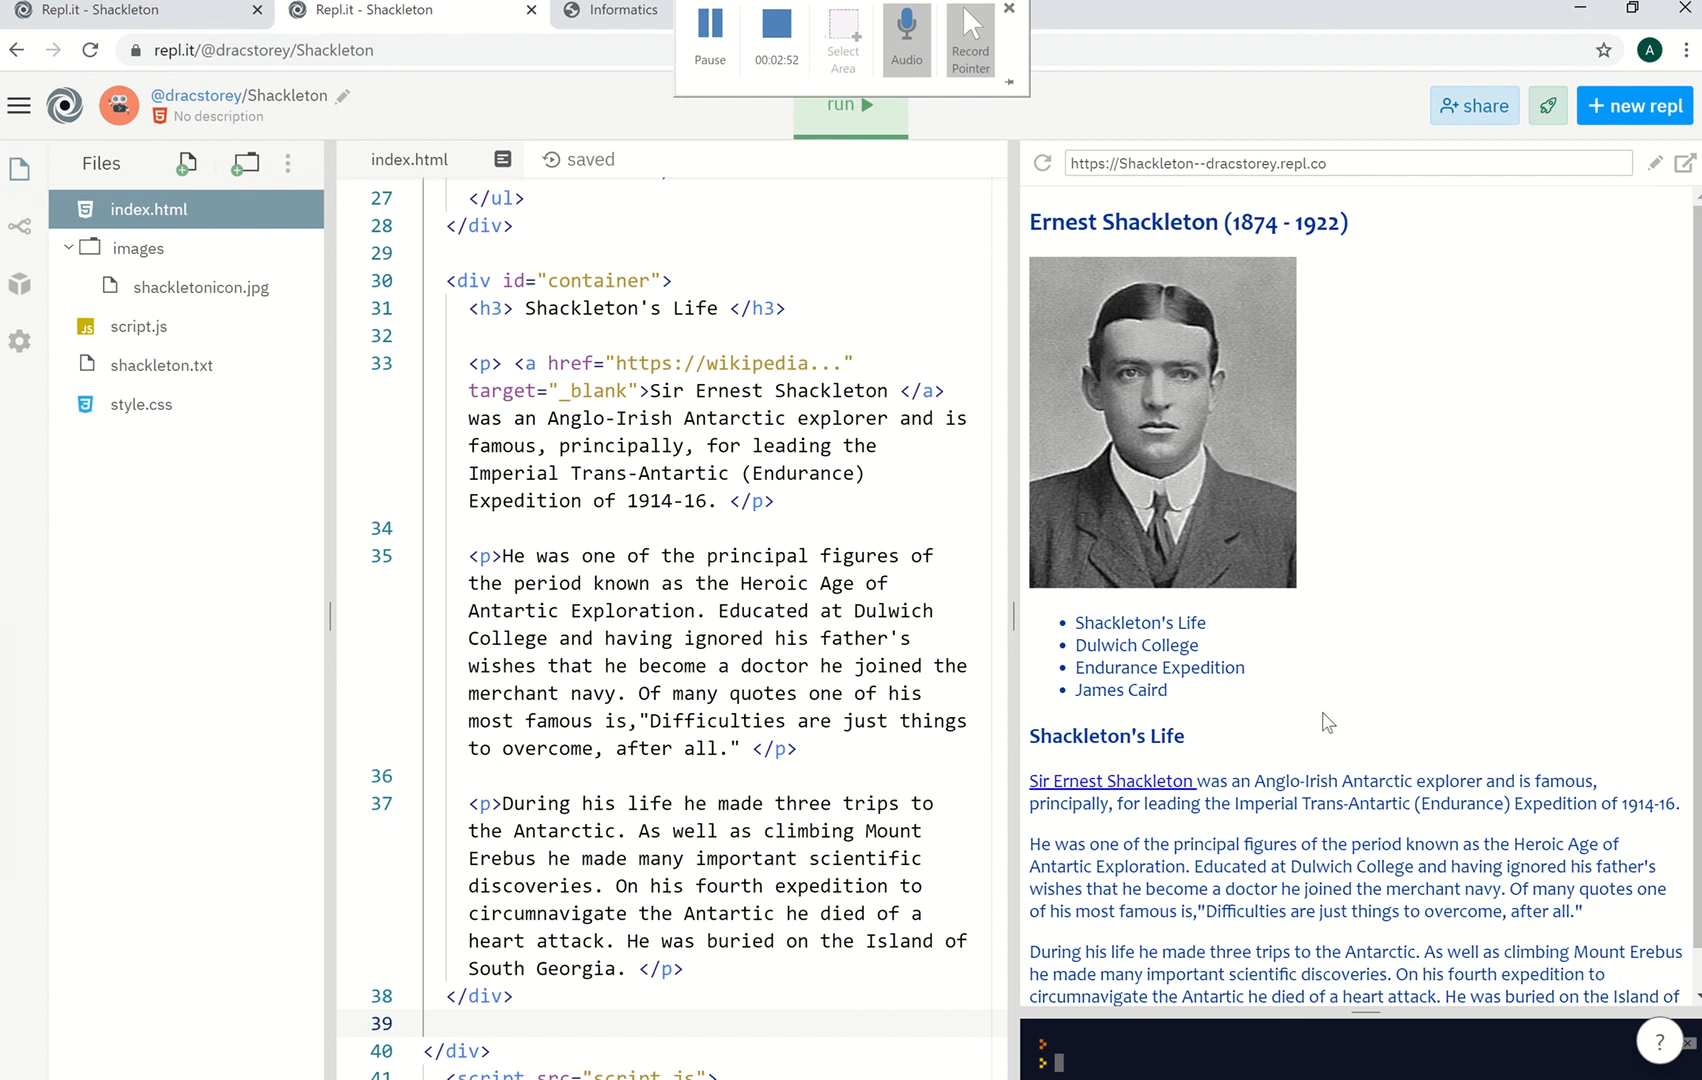 Repl.it - Shackleton
Repl.it - Shackleton
Informatics
Pause
00:02:52
Select Area
Audio
Record Pointer
repl.it/@dracstorey/Shackleton
A
@dracstorey/Shackleton
No description
run
share
+ new repl
Files
index.html
saved
https://Shackleton--dracstorey.repl.co
index.html
images
shackletonicon.jpg
JS script.js
shackleton.txt
style.css
27 </ul>
28 </div>
29
30 <div id="container">
31 <h3> Shackleton's Life </h3>
32
33 <p> <a href="https://wikipedia..."
target="_blank">Sir Ernest Shackleton </a>
was an Anglo-Irish Antarctic explorer and is
famous, principally, for leading the
Imperial Trans-Antartic (Endurance)
Expedition of 1914-16. </p>
34
35 <p>He was one of the principal figures of
the period known as the Heroic Age of
Antartic Exploration. Educated at Dulwich
College and having ignored his father's
wishes that he become a doctor he joined the
merchant navy. Of many quotes one of his
most famous is,"Difficulties are just things
to overcome, after all." </p>
36
37 <p>During his life he made three trips to
the Antarctic. As well as climbing Mount
Erebus he made many important scientific
discoveries. On his fourth expedition to
circumnavigate the Antartic he died of a
heart attack. He was buried on the Island of
South Georgia. </p>
38 </div>
39
40 </div>
41 <script src="script.js">
Ernest Shackleton (1874 - 1922)
• Shackleton's Life
• Dulwich College
• Endurance Expedition
• James Caird
Shackleton's Life
Sir Ernest Shackleton was an Anglo-Irish Antarctic explorer and is famous,
principally, for leading the Imperial Trans-Antartic (Endurance) Expedition of 1914-16.
He was one of the principal figures of the period known as the Heroic Age of
Antartic Exploration. Educated at Dulwich College and having ignored his father's
wishes that he become a doctor he joined the merchant navy. Of many quotes one
of his most famous is,"Difficulties are just things to overcome, after all."
During his life he made three trips to the Antarctic. As well as climbing Mount Erebus
he made many important scientific discoveries. On his fourth expedition to
circumnavigate the Antartic he died of a heart attack. He was buried on the Island of
>
>
?